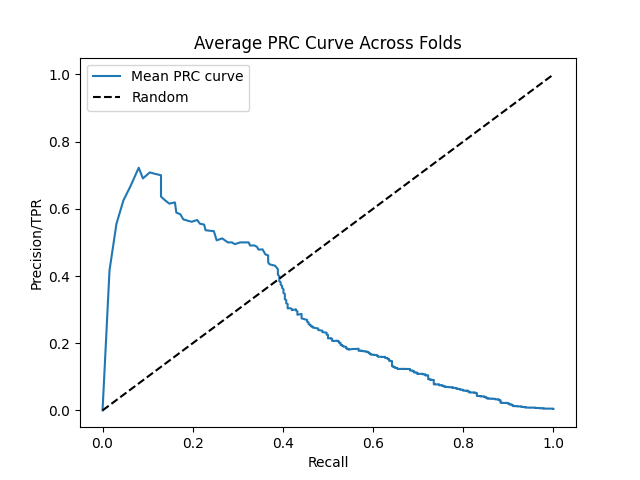 Average PRC Curve Across Folds
Mean PRC curve
Random
Precision/TPR
1.0
0.8
0.6
0.4
0.2
0.0
0.0 0.2 0.4 0.6 0.8 1.0
Recall